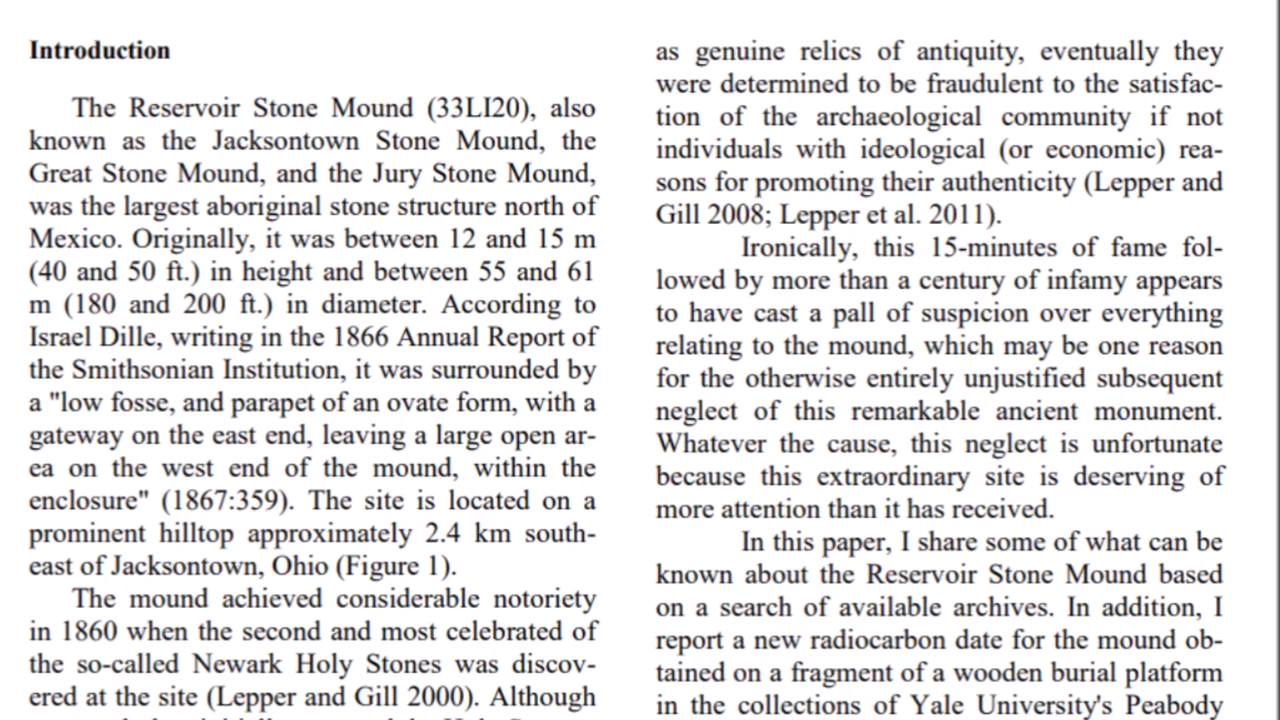 Introduction
The Reservoir Stone Mound (33LI20), also
known as the Jacksontown Stone Mound, the
Great Stone Mound, and the Jury Stone Mound,
was the largest aboriginal stone structure north of
Mexico. Originally, it was between 12 and 15 m
(40 and 50 ft.) in height and between 55 and 61
m (180 and 200 ft.) in diameter. According to
Israel Dille, writing in the 1866 Annual Report of
the Smithsonian Institution, it was surrounded by
a "low fosse, and parapet of an ovate form, with a
gateway on the east end, leaving a large open ar-
ea on the west end of the mound, within the
enclosure" (1867:359). The site is located on a
prominent hilltop approximately 2.4 km south-
east of Jacksontown, Ohio (Figure 1).
The mound achieved considerable notoriety
in 1860 when the second and most celebrated of
the so-called Newark Holy Stones was discov-
ered at the site (Lepper and Gill 2000). Although
as genuine relics of antiquity, eventually they
were determined to be fraudulent to the satisfac-
tion of the archaeological community if not
individuals with ideological (or economic) rea-
sons for promoting their authenticity (Lepper and
Gill 2008; Lepper et al. 2011).
Ironically, this 15-minutes of fame fol-
lowed by more than a century of infamy appears
to have cast a pall of suspicion over everything
relating to the mound, which may be one reason
for the otherwise entirely unjustified subsequent
neglect of this remarkable ancient monument.
Whatever the cause, this neglect is unfortunate
because this extraordinary site is deserving of
more attention than it has received.
In this paper, I share some of what can be
known about the Reservoir Stone Mound based
on a search of available archives. In addition, I
report a new radiocarbon date for the mound ob-
tained on a fragment of a wooden burial platform
in the collections of Yale University's Peabody